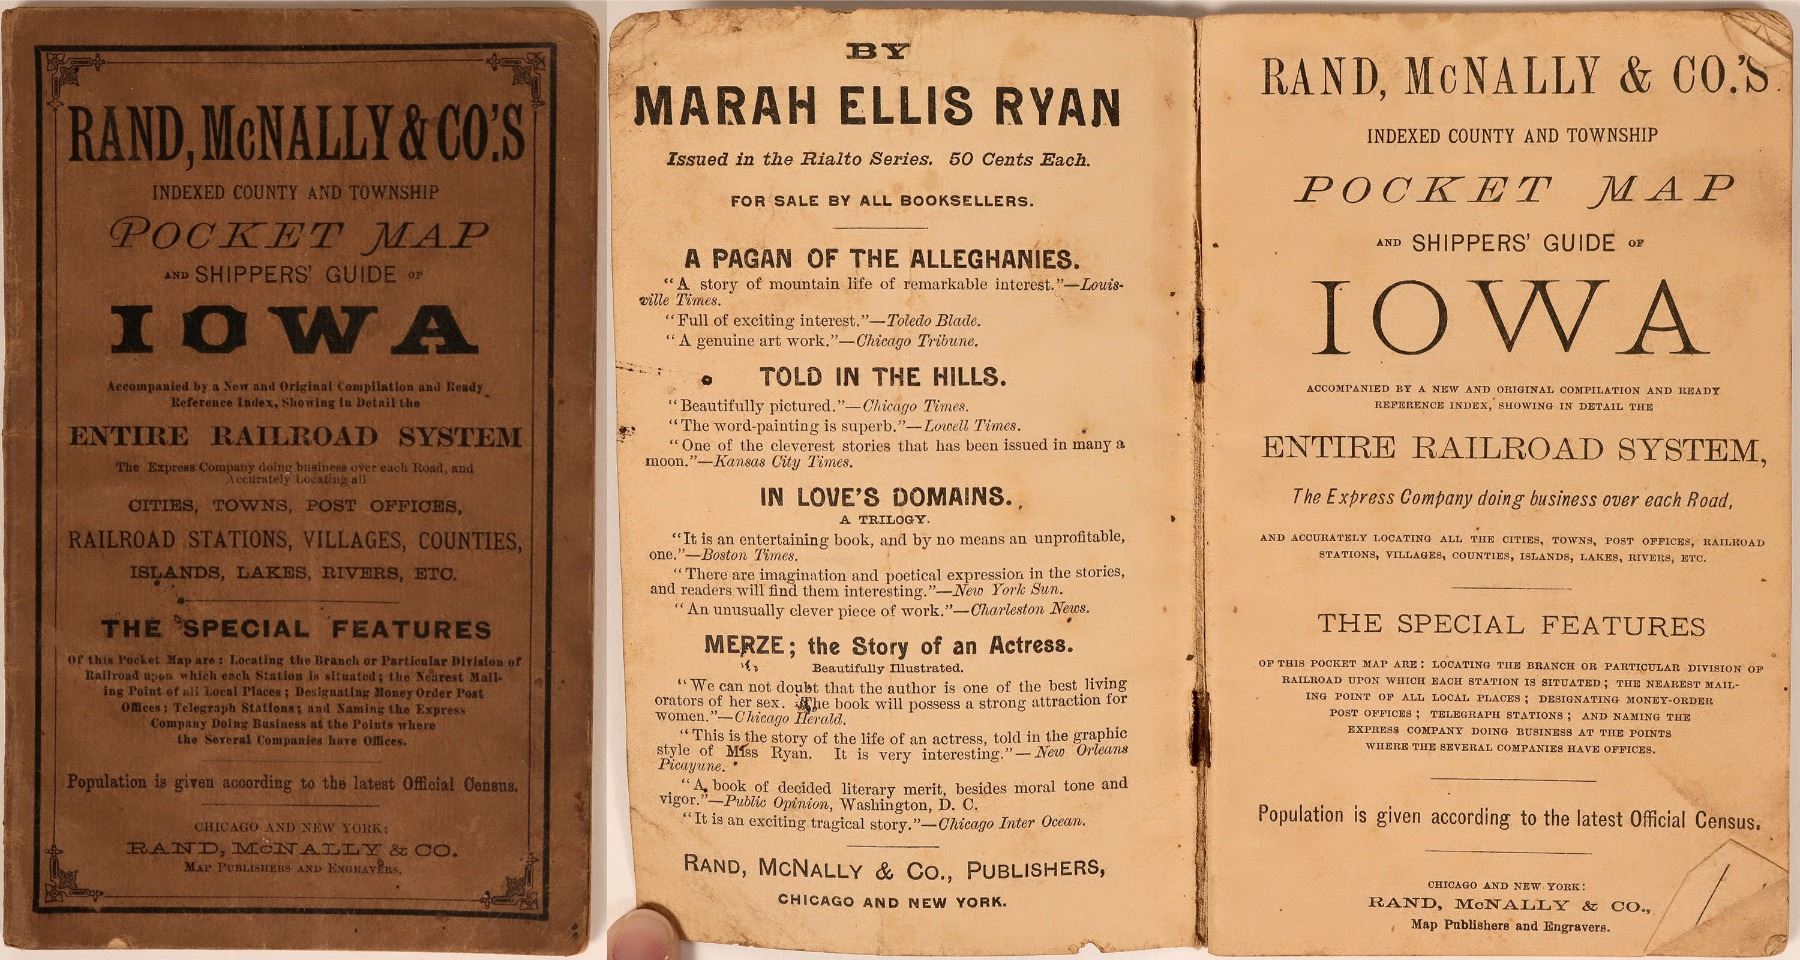 RAND, McNALLY & CO.'S
INDEXED COUNTY AND TOWNSHIP
POCKET MAP
AND SHIPPERS' GUIDE OF
IOWA
Accompanied by a New and Original Compilation and Ready
Reference Index, Showing in Detail the
ENTIRE RAILROAD SYSTEM
The Express Company doing business over each Road, and
Accurately Locating all
CITIES, TOWNS, POST OFFICES,
RAILROAD STATIONS, VILLAGES, COUNTIES,
ISLANDS, LAKES, RIVERS, ETC.
THE SPECIAL FEATURES
Of this Pocket Map are: Locating the Branch or Particular Division of
Railroad upon which each Station is situated; the Nearest Mail-
ing Point of all Local Places; Designating Money Order Post
Offices; Telegraph Stations; and Naming the Express
Company Doing Business at the Points where
the Several Companies have Offices.
Population is given according to the latest Official Census.
CHICAGO AND NEW YORK:
RAND, McNALLY & CO.
MAP PUBLISHERS AND ENGRAVERS.
BY
MARAH ELLIS RYAN
Issued in the Rialto Series. 50 Cents Each.
FOR SALE BY ALL BOOKSELLERS.
A PAGAN OF THE ALLEGHANIES.
"A story of mountain life of remarkable interest."—Louis-
ville Times.
"Full of exciting interest."—Toledo Blade.
"A genuine art work."—Chicago Tribune.
TOLD IN THE HILLS.
"Beautifully pictured."—Chicago Times.
"The word-painting is superb."—Lowell Times.
"One of the cleverest stories that has been issued in many a
moon."—Kansas City Times.
IN LOVE'S DOMAINS.
A TRILOGY.
"It is an entertaining book, and by no means an unprofitable,
one."—Boston Times.
"There are imagination and poetical expression in the stories,
and readers will find them interesting."—New York Sun.
"An unusually clever piece of work."—Charleston News.
MERZE; the Story of an Actress.
Beautifully Illustrated.
"We can not doubt that the author is one of the best living
orators of her sex. The book will possess a strong attraction for
women."—Chicago Herald.
"This is the story of the life of an actress, told in the graphic
style of Miss Ryan. It is very interesting."—New Orleans
Picayune.
"A book of decided literary merit, besides moral tone and
vigor."—Public Opinion, Washington, D. C.
"It is an exciting tragical story."—Chicago Inter Ocean.
RAND, MCNALLY & CO., PUBLISHERS,
CHICAGO AND NEW YORK.
RAND, McNALLY & CO.'S
INDEXED COUNTY AND TOWNSHIP
POCKET MAP
AND SHIPPERS' GUIDE OF
IOWA
ACCOMPANIED BY A NEW AND ORIGINAL COMPILATION AND READY
REFERENCE INDEX, SHOWING IN DETAIL THE
ENTIRE RAILROAD SYSTEM,
The Express Company doing business over each Road,
AND ACCURATELY LOCATING ALL THE CITIES, TOWNS, POST OFFICES, RAILROAD
STATIONS, VILLAGES, COUNTIES, ISLANDS, LAKES, RIVERS, ETC.
THE SPECIAL FEATURES
OF THIS POCKET MAP ARE: LOCATING THE BRANCH OR PARTICULAR DIVISION OF
RAILROAD UPON WHICH EACH STATION IS SITUATED; THE NEAREST MAIL-
ING POINT OF ALL LOCAL PLACES; DESIGNATING MONEY-ORDER
POST OFFICES; TELEGRAPH STATIONS; AND NAMING THE
EXPRESS COMPANY DOING BUSINESS AT THE POINTS
WHERE THE SEVERAL COMPANIES HAVE OFFICES.
Population is given according to the latest Official Census.
CHICAGO AND NEW YORK:
RAND, McNALLY & CO.,
Map Publishers and Engravers.